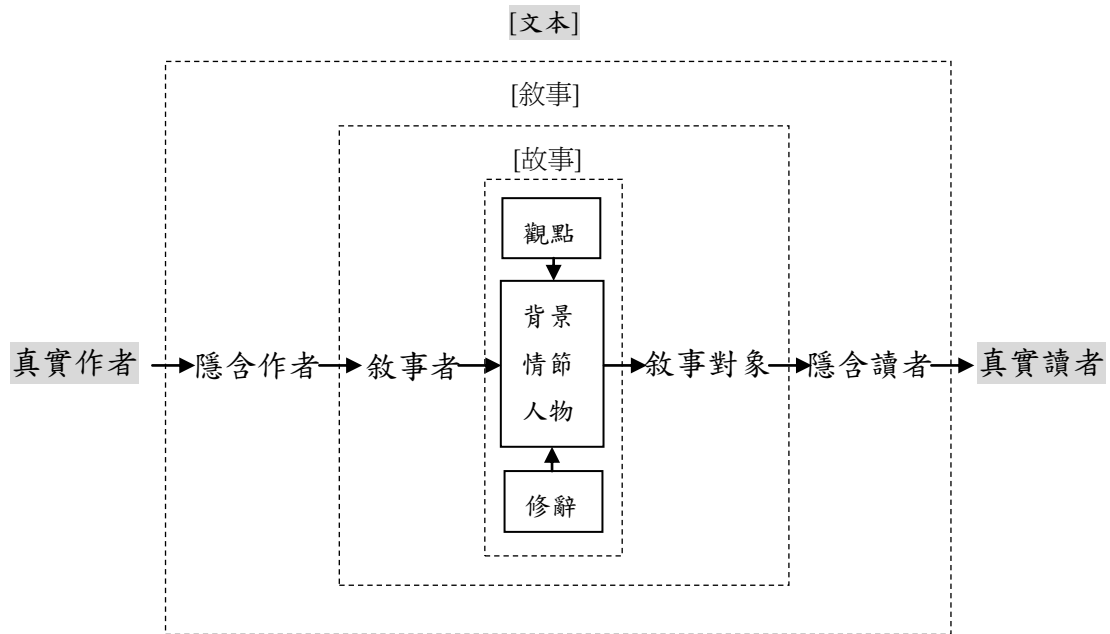 [文本]
[敘事]
[故事]
觀點
背景
情節
人物
真實作者
隱含作者
敘事者
敘事對象
隱含讀者
真實讀者
修辭